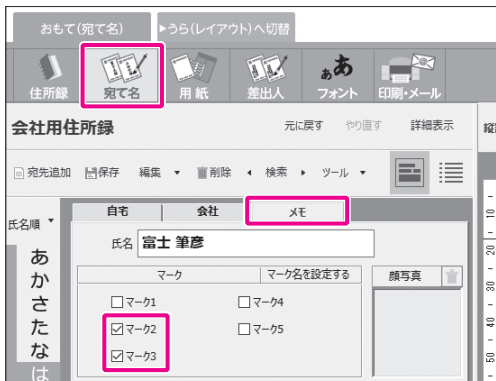 おもて(宛て名) ▶うら(レイアウト)へ切替
住所録 宛て名 用紙 差出人 ああ フォント 印刷・メール
会社用住所録 元に戻す やり直す 詳細表示
宛先追加 保存 編集 ▼ 削除 ◀ 検索 ▶ ツール ▼
氏名順 ▼
自宅 会社 メモ
氏名 富士 筆彦
マーク マーク名を設定する 顔写真
マーク1 マーク4
マーク2 マーク5
マーク3
あ
か
さ
た
な
は
20
30
40
50